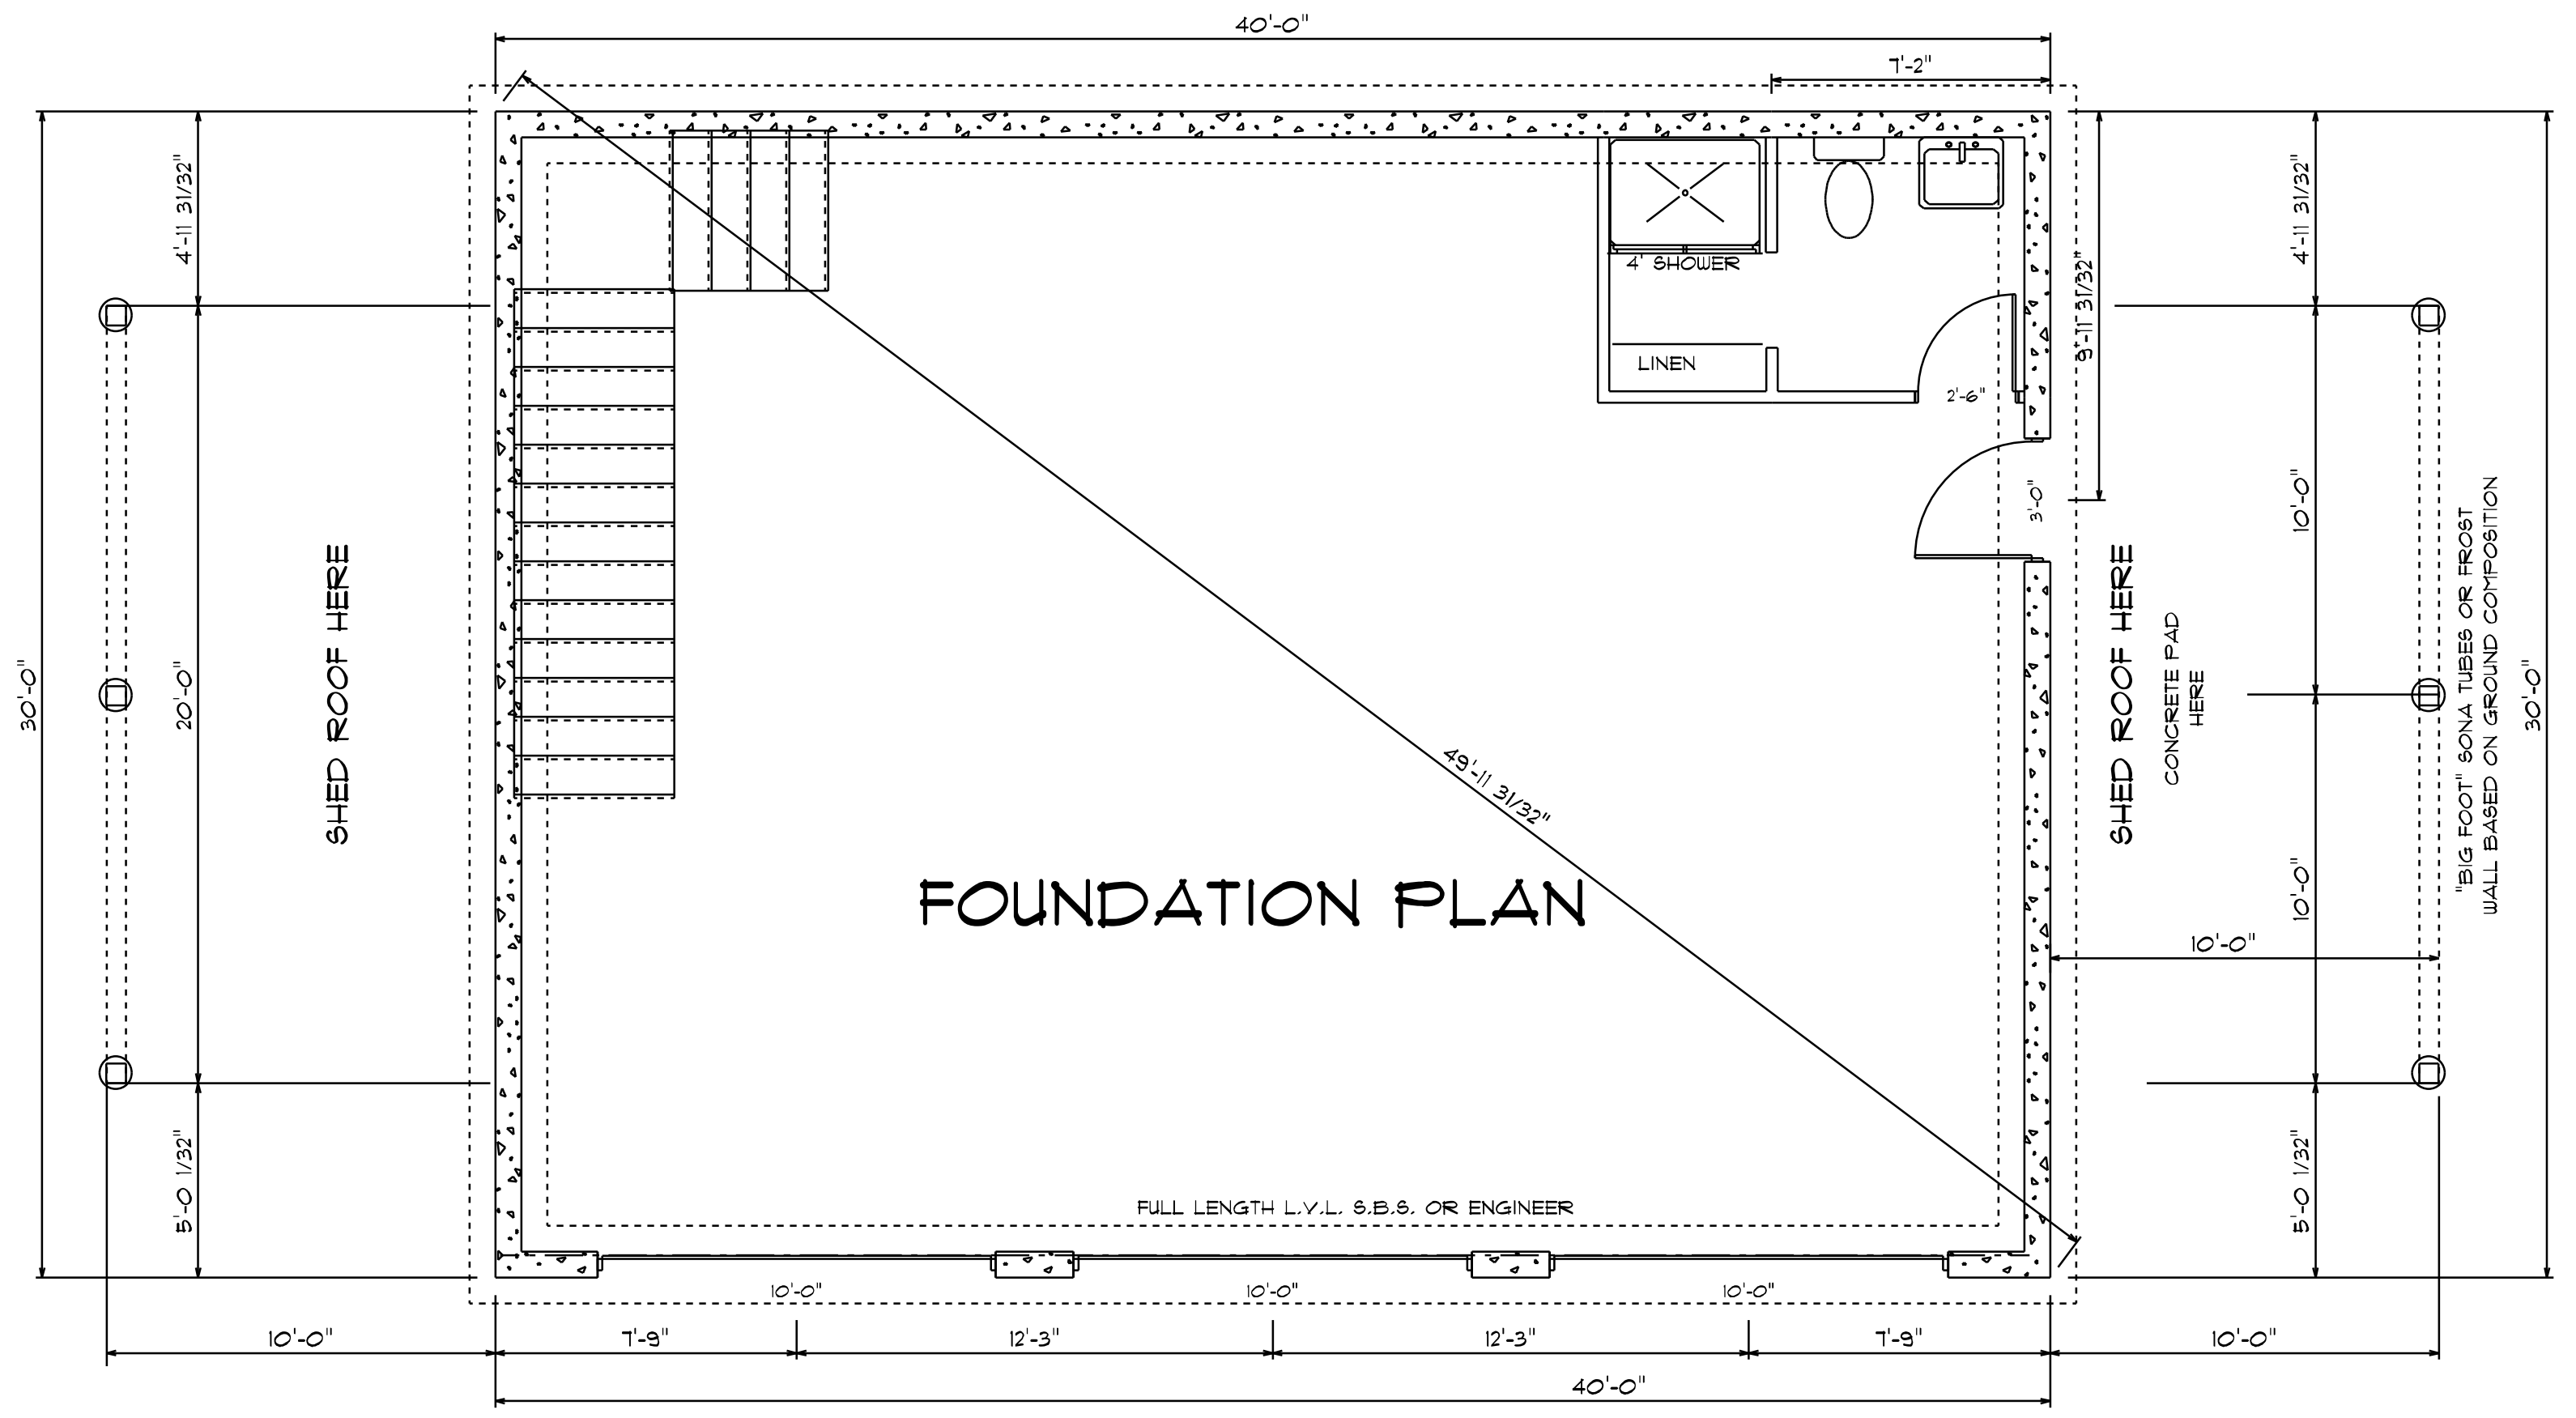 40'-0"
7'-2"
4'-11 31/32"
4'-11 31/32"
9'-11 31/32"
4' SHOWER
LINEN
2'-6"
3'-0"
10'-0"
30'-0"
20'-0"
SHED ROOF HERE
SHED ROOF HERE
CONCRETE PAD
HERE
"BIG FOOT" SONA TUBES OR FROST
WALL BASED ON GROUND COMPOSITION
30'-0"
49'-11 31/32"
FOUNDATION PLAN
10'-0"
10'-0"
5'-0 1/32"
5'-0 1/32"
FULL LENGTH L.V.L. S.B.S. OR ENGINEER
10'-0"
10'-0"
10'-0"
10'-0"
7'-9"
12'-3"
12'-3"
7'-9"
10'-0"
40'-0"